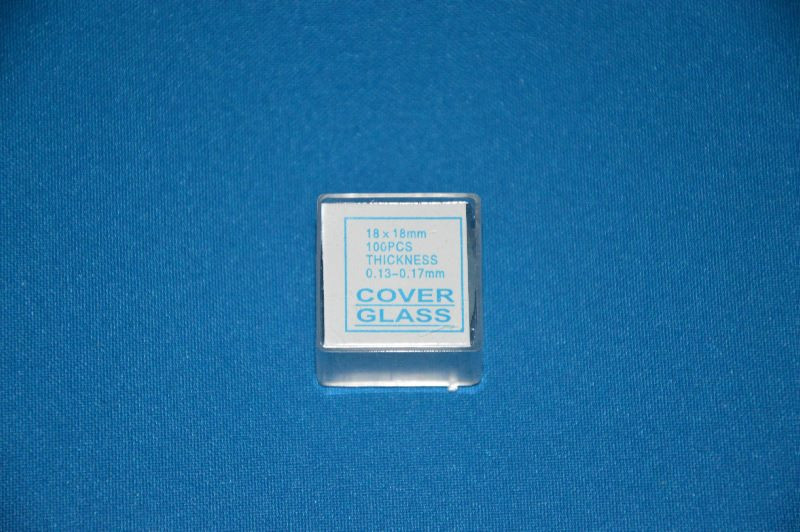 18 x 18mm
100PCS
THICKNESS
0.13-0.17mm
COVER
GLASS